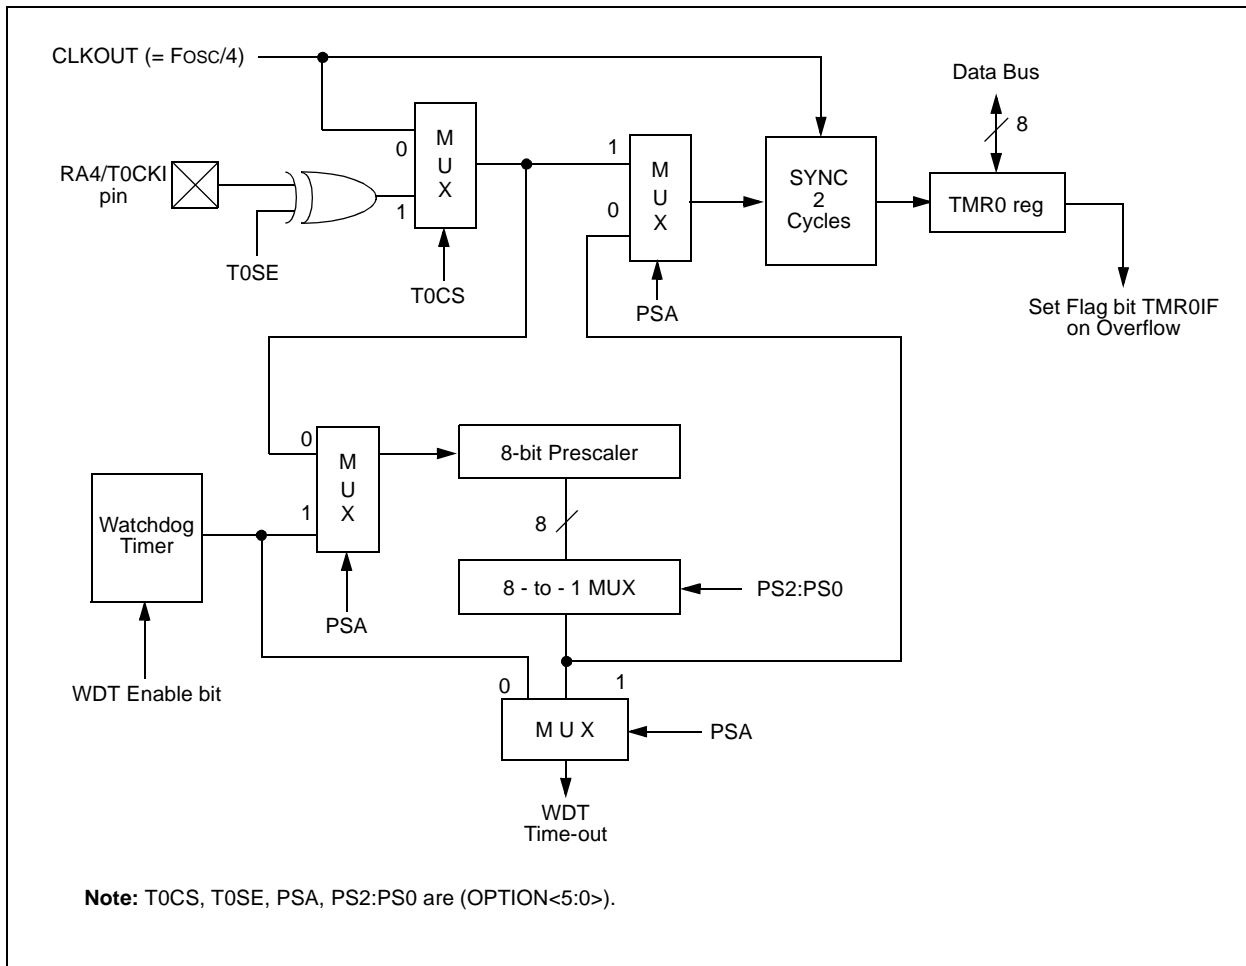 CLKOUT (= FOSC/4)
Data Bus
8
M
U
X
0
1
RA4/T0CKI
pin
T0SE
T0CS
1
0
M
U
X
PSA
SYNC
2
Cycles
TMR0 reg
Set Flag bit TMR0IF
on Overflow
0
1
M
U
X
PSA
8-bit Prescaler
8
Watchdog
Timer
8 - to - 1 MUX
PS2:PS0
WDT Enable bit
0
1
M U X
PSA
WDT
Time-out
Note: T0CS, T0SE, PSA, PS2:PS0 are (OPTION<5:0>).